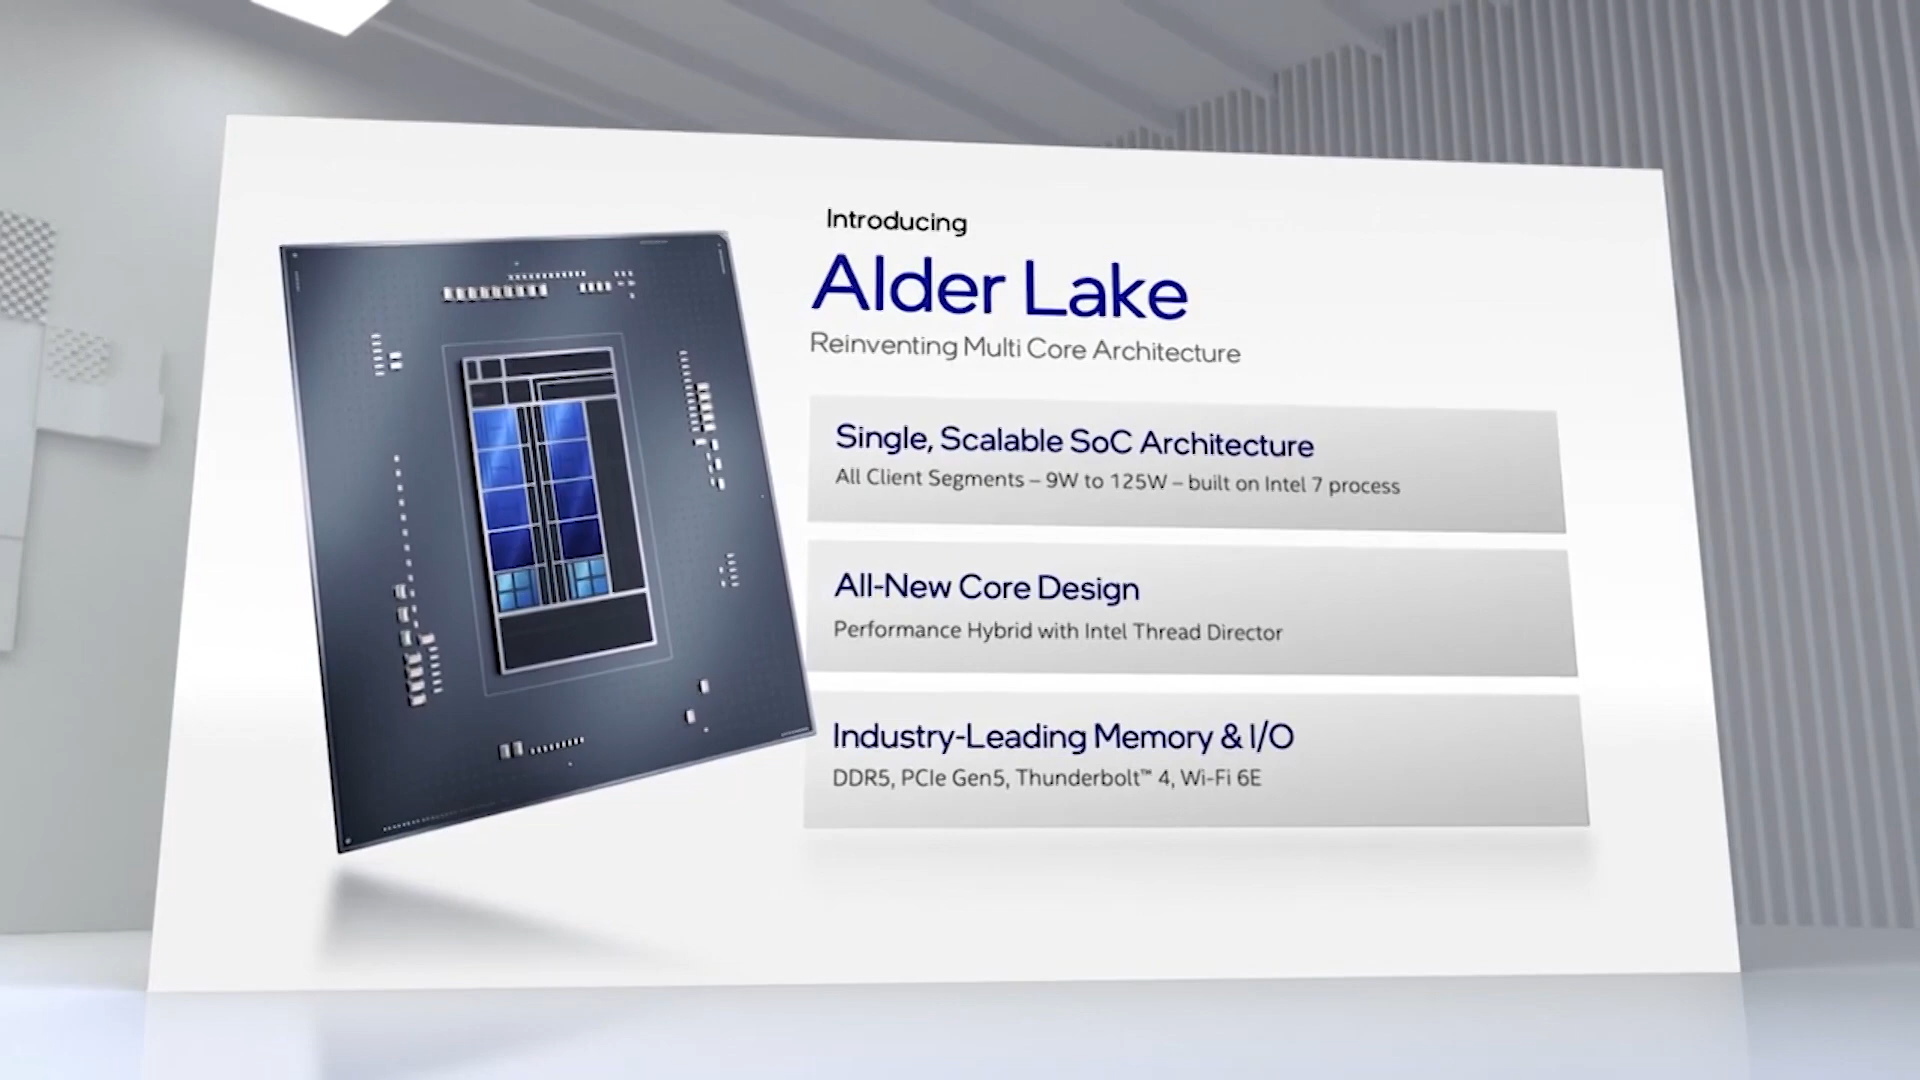 Introducing
Alder Lake
Reinventing Multi Core Architecture
Single, Scalable SoC Architecture
All Client Segments – 9W to 125W – built on Intel 7 process
All-New Core Design
Performance Hybrid with Intel Thread Director
Industry-Leading Memory & I/O
DDR5, PCIe Gen5, Thunderbolt™ 4, Wi-Fi 6E